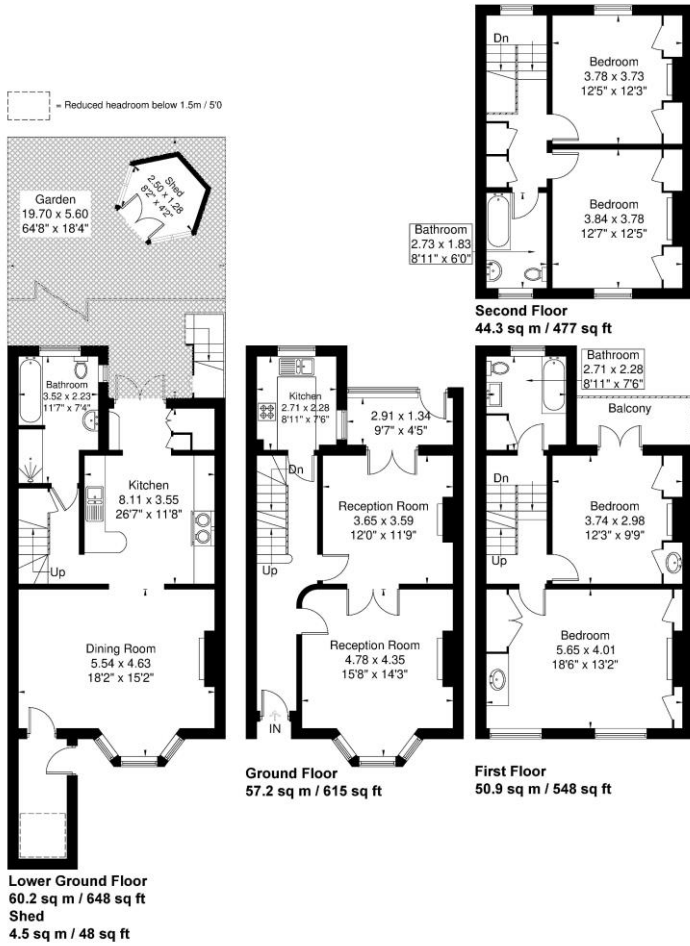 = Reduced headroom below 1.5m / 5'0
Garden
19.70 x 5.60
64'8" x 18'4"
Shed
2.50 x 1.28
8'2" x 4'2"
Bathroom
3.52 x 2.23
11'7" x 7'4"
Kitchen
8.11 x 3.55
26'7" x 11'8"
Up
Dining Room
5.54 x 4.63
18'2" x 15'2"
Lower Ground Floor
60.2 sq m / 648 sq ft
Shed
4.5 sq m / 48 sq ft
Kitchen
2.71 x 2.28
8'11" x 7'6"
2.91 x 1.34
9'7" x 4'5"
Dn
Reception Room
3.65 x 3.59
12'0" x 11'9"
Up
Reception Room
4.78 x 4.35
15'8" x 14'3"
IN
Ground Floor
57.2 sq m / 615 sq ft
Dn
Bedroom
3.78 x 3.73
12'5" x 12'3"
Bedroom
3.84 x 3.78
12'7" x 12'5"
Bathroom
2.73 x 1.83
8'11" x 6'0"
Second Floor
44.3 sq m / 477 sq ft
Bathroom
2.71 x 2.28
8'11" x 7'6"
Balcony
Dn
Bedroom
3.74 x 2.98
12'3" x 9'9"
Up
Bedroom
5.65 x 4.01
18'6" x 13'2"
First Floor
50.9 sq m / 548 sq ft